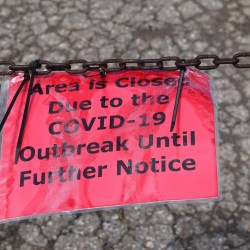 Area is Closed
Due to the
COVID-19
Outbreak Until
Further Notice